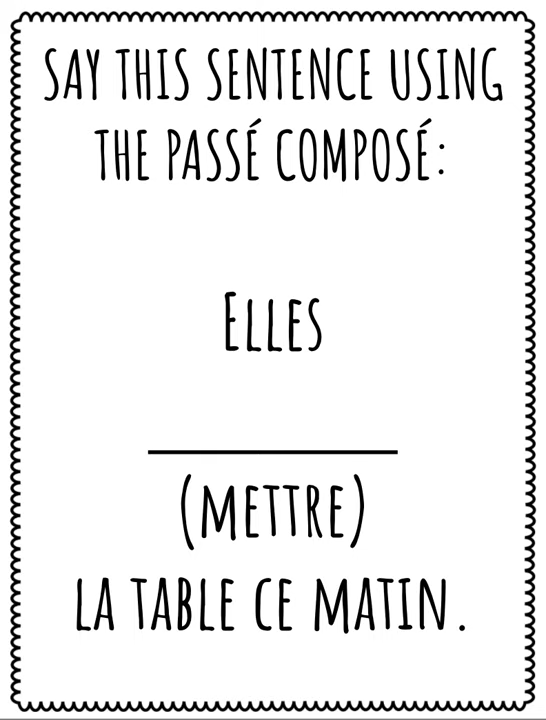 SAY THIS SENTENCE USING
THE PASSÉ COMPOSÉ:
ELLES
__________
(METTRE)
LA TABLE CE MATIN.